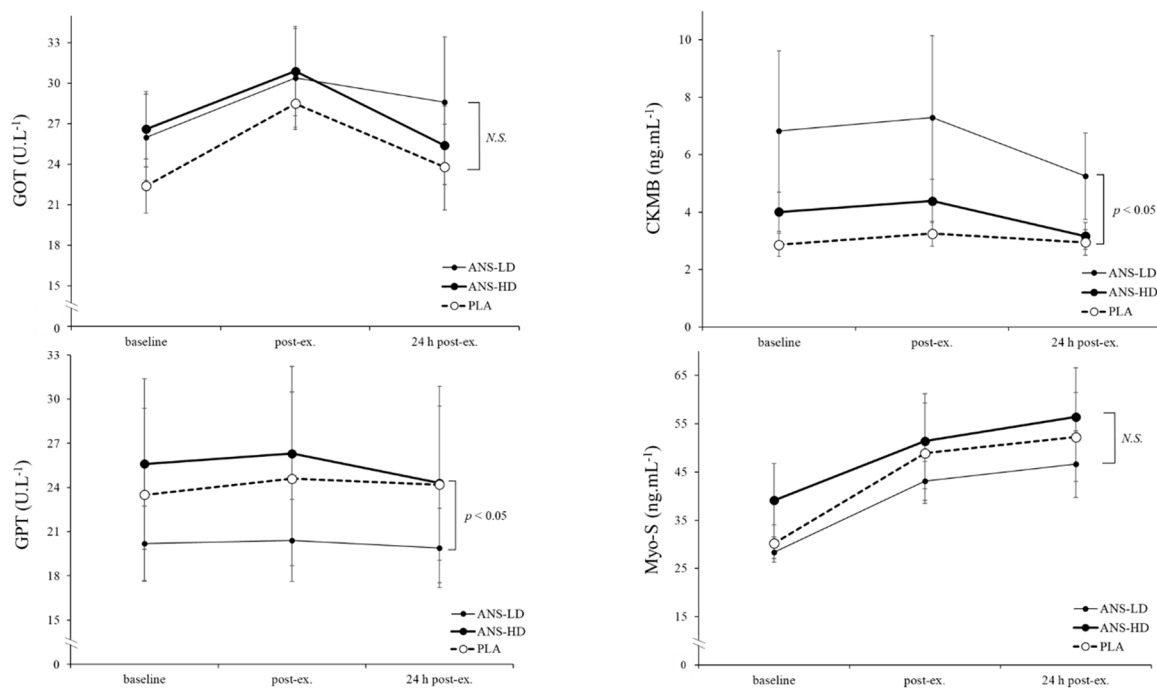 GOT (U.L-1)
33
30
27
24
21
18
15
0
N.S.
ANS-LD
ANS-HD
PLA
baseline
post-ex.
24 h post-ex.
CKMB (ng.mL-1)
10
8
6
4
2
0
p < 0.05
ANS-LD
ANS-HD
PLA
baseline
post-ex.
24 h post-ex.
GPT (U.L-1)
33
27
24
21
18
15
0
p < 0.05
ANS-LD
ANS-HD
PLA
baseline
post-ex.
24 h post-ex.
Myo-S (ng.mL-1)
65
55
45
35
25
15
0
N.S.
ANS-LD
ANS-HD
PLA
baseline
post-ex.
24 h post-ex.